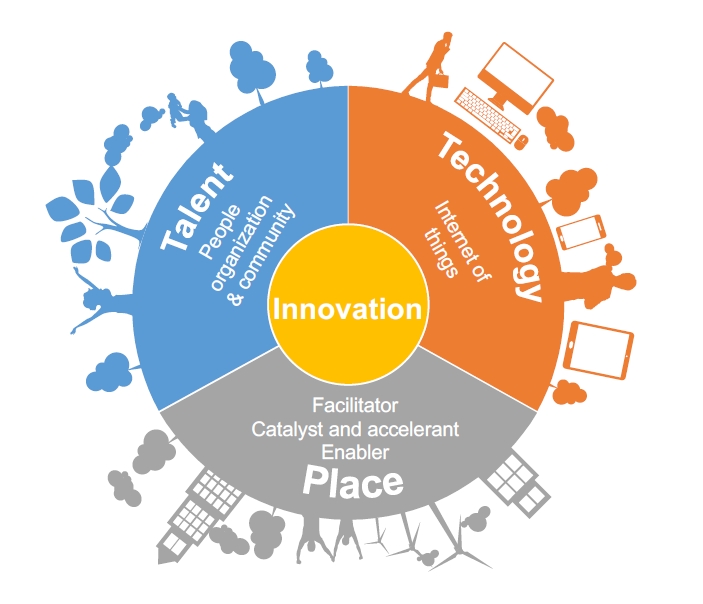 Talent
People
organization
& community
Technology
Internet of
things
Innovation
Facilitator
Catalyst and accelerant
Enabler
Place